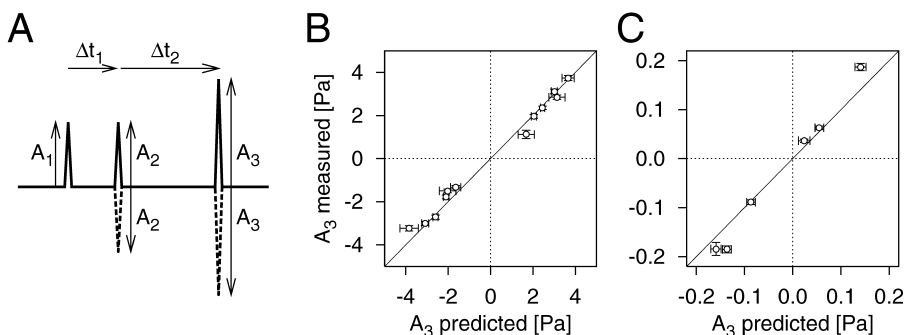 A
Δt1
Δt2
A1
A2
A3
A2
A3
B
A3 measured [Pa]
4
2
0
-2
-4
-4
-2
0
2
4
A3 predicted [Pa]
C
0.2
0.1
0.0
-0.1
-0.2
-0.2
-0.1
0.0
0.1
0.2
A3 predicted [Pa]